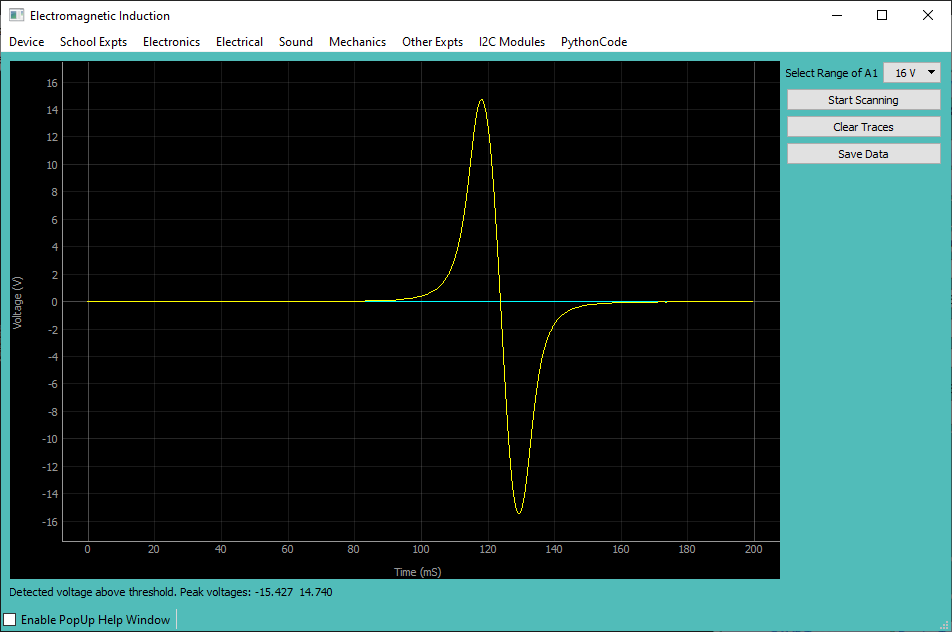 Electromagnetic Induction
Device School Expts Electronics Electrical Sound Mechanics Other Expts I2C Modules PythonCode
Select Range of A1 16 V
Start Scanning
Clear Traces
Save Data
16
14
12
10
8
6
4
2
0
-2
-4
-6
-8
-10
-12
-14
-16
Voltage (V)
0 20 40 60 80 100 120 140 160 180 200
Time (mS)
Detected voltage above threshold. Peak voltages: -15.427 14.740
Enable PopUp Help Window